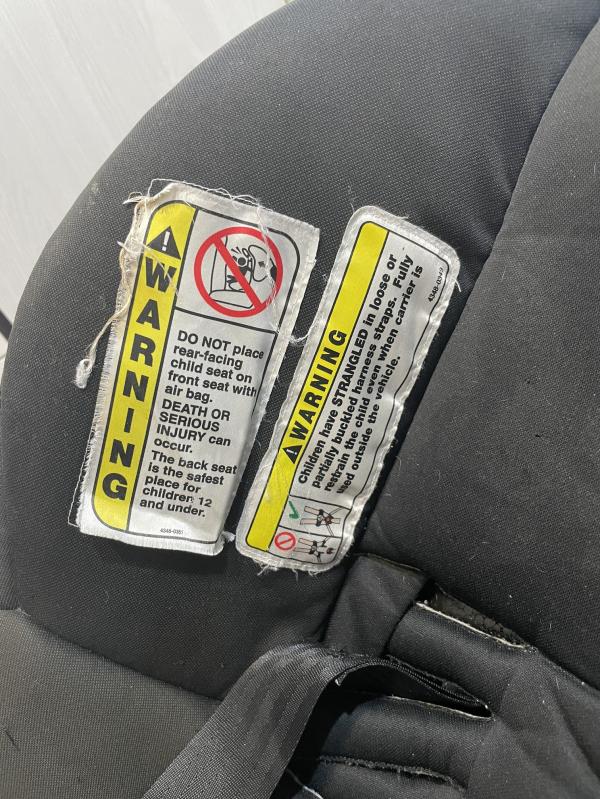 WARNING
DO NOT place
rear-facing
child seat on
front seat with
air bag.
DEATH OR
SERIOUS
INJURY can
occur.
The back seat
is the safest
place for
children 12
and under.
4348-0351
WARNING
Children have STRANGLED in loose or
partially buckled harness straps. Fully
restrain the child even when carrier is
used outside the vehicle.